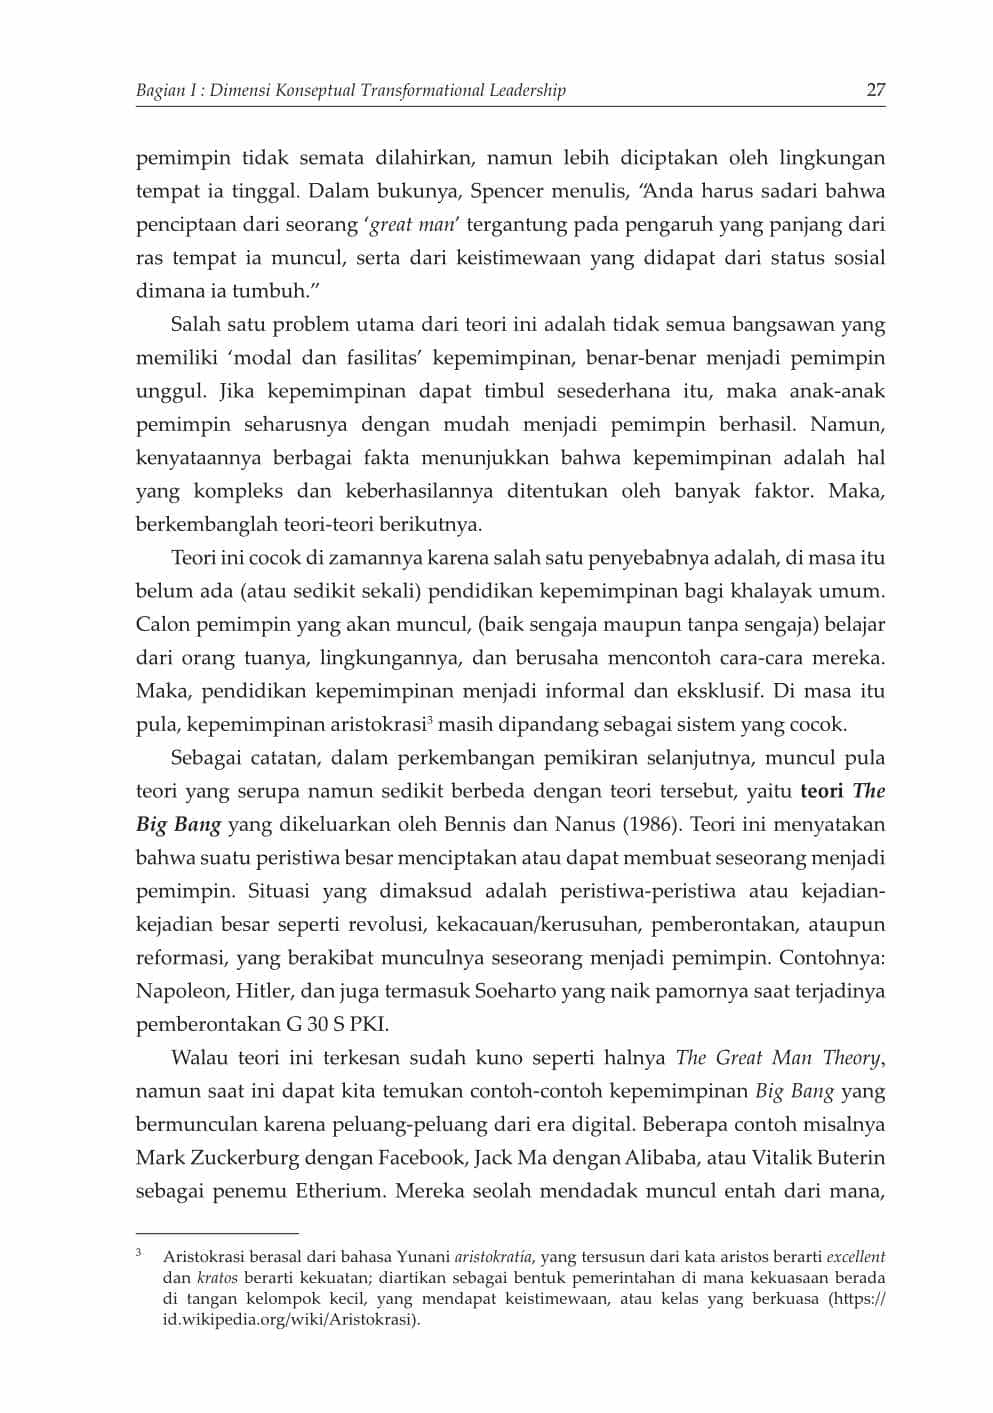 Bagian I : Dimensi Konseptual Transformational Leadership 27
pemimpin tidak semata dilahirkan, namun lebih diciptakan oleh lingkungan
tempat ia tinggal. Dalam bukunya, Spencer menulis, “Anda harus sadari bahwa
penciptaan dari seorang ‘great man’ tergantung pada pengaruh yang panjang dari
ras tempat ia muncul, serta dari keistimewaan yang didapat dari status sosial
dimana ia tumbuh.”
Salah satu problem utama dari teori ini adalah tidak semua bangsawan yang
memiliki ‘modal dan fasilitas’ kepemimpinan, benar-benar menjadi pemimpin
unggul. Jika kepemimpinan dapat timbul sesederhana itu, maka anak-anak
pemimpin seharusnya dengan mudah menjadi pemimpin berhasil. Namun,
kenyataannya berbagai fakta menunjukkan bahwa kepemimpinan adalah hal
yang kompleks dan keberhasilannya ditentukan oleh banyak faktor. Maka,
berkembanglah teori-teori berikutnya.
Teori ini cocok di zamannya karena salah satu penyebabnya adalah, di masa itu
belum ada (atau sedikit sekali) pendidikan kepemimpinan bagi khalayak umum.
Calon pemimpin yang akan muncul, (baik sengaja maupun tanpa sengaja) belajar
dari orang tuanya, lingkungannya, dan berusaha mencontoh cara-cara mereka.
Maka, pendidikan kepemimpinan menjadi informal dan eksklusif. Di masa itu
pula, kepemimpinan aristokrasi³ masih dipandang sebagai sistem yang cocok.
Sebagai catatan, dalam perkembangan pemikiran selanjutnya, muncul pula
teori yang serupa namun sedikit berbeda dengan teori tersebut, yaitu teori The
Big Bang yang dikeluarkan oleh Bennis dan Nanus (1986). Teori ini menyatakan
bahwa suatu peristiwa besar menciptakan atau dapat membuat seseorang menjadi
pemimpin. Situasi yang dimaksud adalah peristiwa-peristiwa atau kejadian-
kejadian besar seperti revolusi, kekacauan/kerusuhan, pemberontakan, ataupun
reformasi, yang berakibat munculnya seseorang menjadi pemimpin. Contohnya:
Napoleon, Hitler, dan juga termasuk Soeharto yang naik pamornya saat terjadinya
pemberontakan G 30 S PKI.
Walau teori ini terkesan sudah kuno seperti halnya The Great Man Theory,
namun saat ini dapat kita temukan contoh-contoh kepemimpinan Big Bang yang
bermunculan karena peluang-peluang dari era digital. Beberapa contoh misalnya
Mark Zuckerburg dengan Facebook, Jack Ma dengan Alibaba, atau Vitalik Buterin
sebagai penemu Etherium. Mereka seolah mendadak muncul entah dari mana,
³ Aristokrasi berasal dari bahasa Yunani aristokratía, yang tersusun dari kata aristos berarti excellent
dan kratos berarti kekuatan; diartikan sebagai bentuk pemerintahan di mana kekuasaan berada
di tangan kelompok kecil, yang mendapat keistimewaan, atau kelas yang berkuasa (https://
id.wikipedia.org/wiki/Aristokrasi).